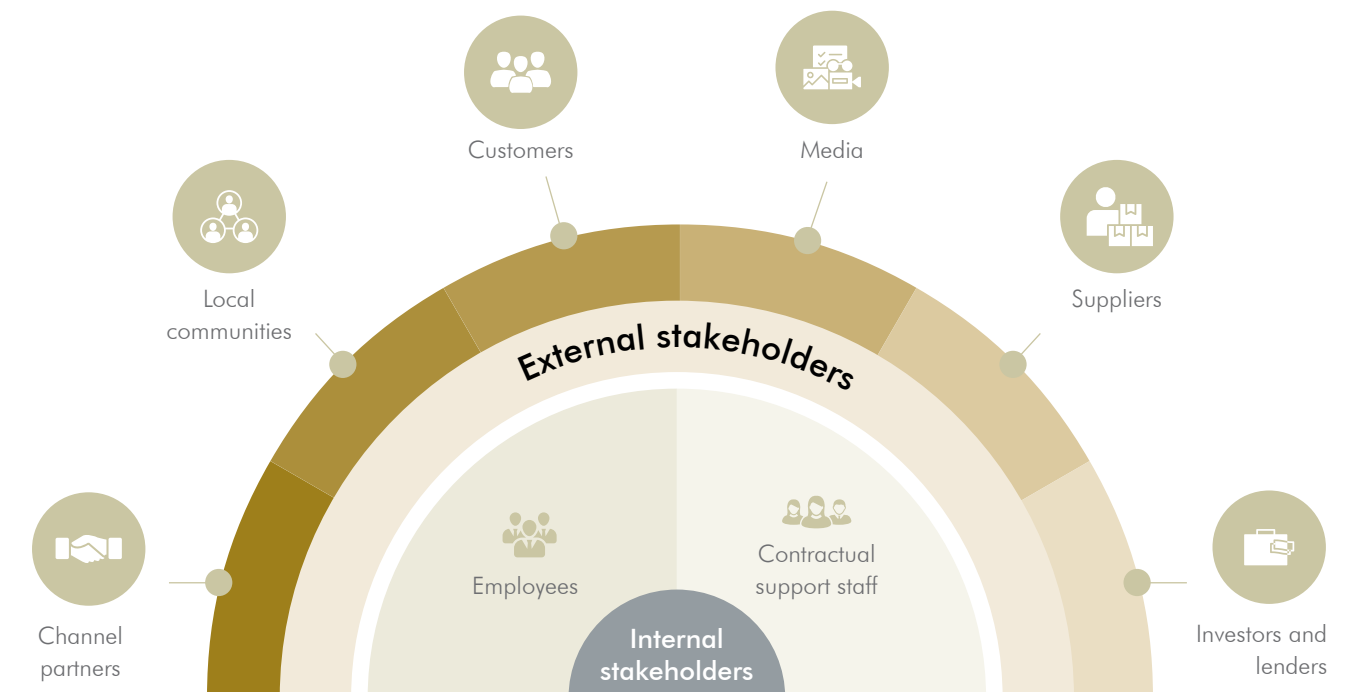 Customers
Media
Local
communities
Suppliers
External stakeholders
Employees
Contractual
support staff
Channel
partners
Internal
stakeholders
Investors and
lenders